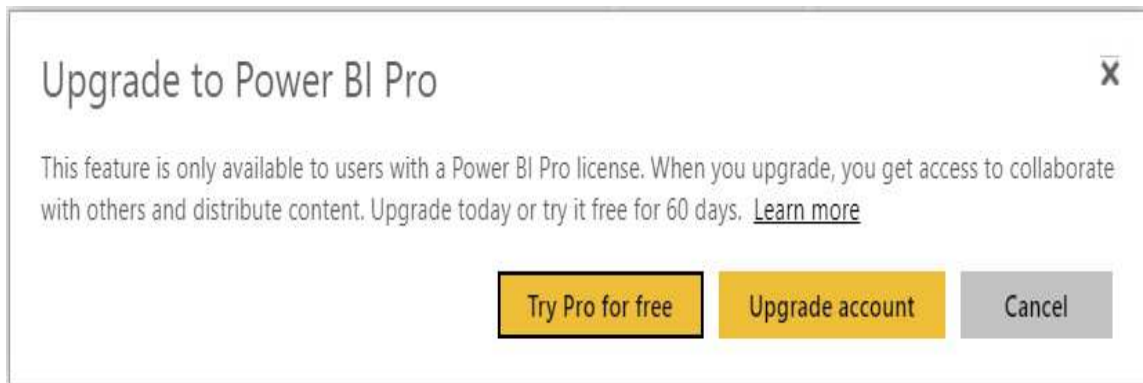 Upgrade to Power BI Pro
This feature is only available to users with a Power BI Pro license. When you upgrade, you get access to collaborate
with others and distribute content. Upgrade today or try it free for 60 days. Learn more
Try Pro for free Upgrade account Cancel